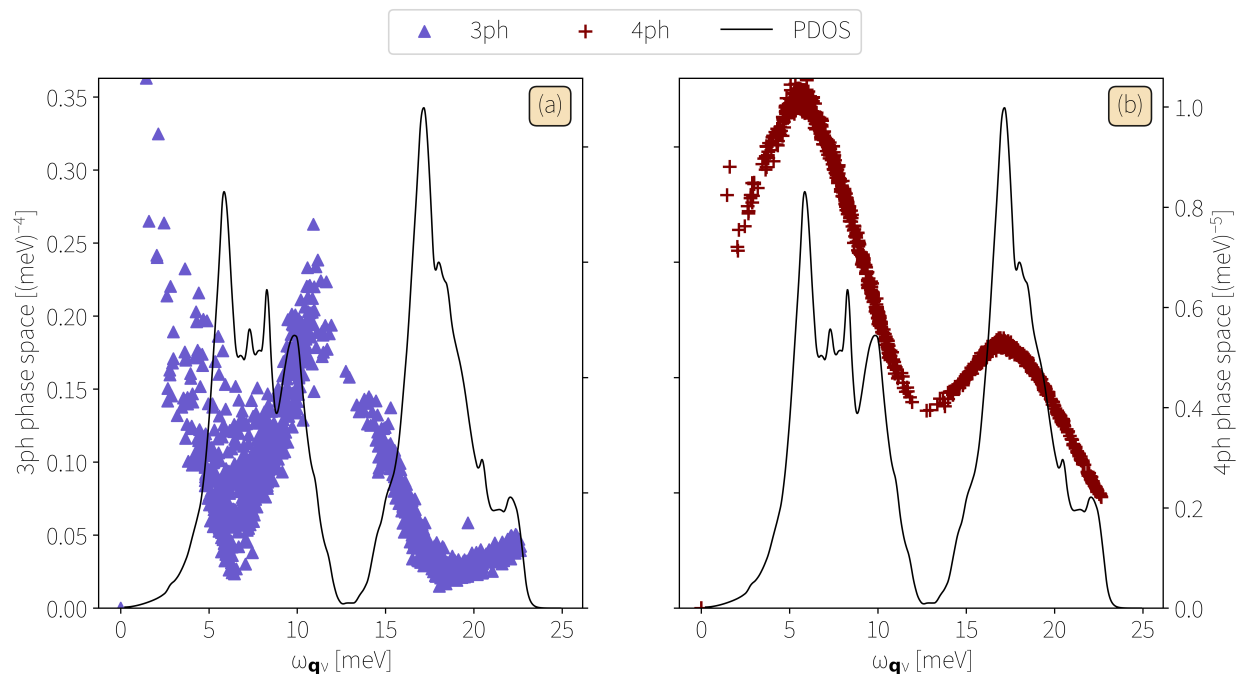 3ph 4ph PDOS
(a)
(b)
3ph phase space [(meV)⁻⁴]
0.35
0.30
0.25
0.20
0.15
0.10
0.05
0.00
0 5 10 15 20 25
ω𝐪ν [meV]
0 5 10 15 20 25
ω𝐪ν [meV]
1.0
0.8
0.6
0.4
0.2
0.0
4ph phase space [(meV)⁻⁵]